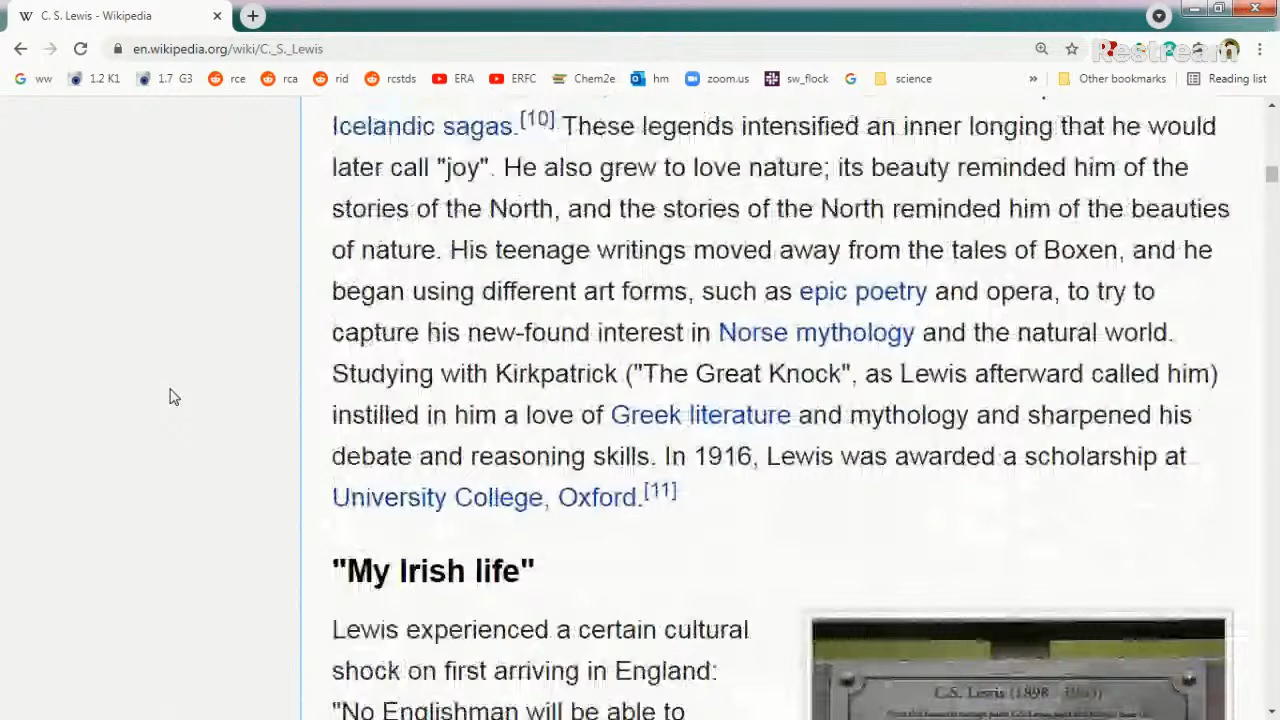 C. S. Lewis - Wikipedia
en.wikipedia.org/wiki/C._S._Lewis
Restream
ww 1.2 K1 1.7 G3 rce rca rid rcstds ERA ERFC Chem2e hm zoom.us sw_flock science » Other bookmarks Reading list
Icelandic sagas.[10] These legends intensified an inner longing that he would
later call "joy". He also grew to love nature; its beauty reminded him of the
stories of the North, and the stories of the North reminded him of the beauties
of nature. His teenage writings moved away from the tales of Boxen, and he
began using different art forms, such as epic poetry and opera, to try to
capture his new-found interest in Norse mythology and the natural world.
Studying with Kirkpatrick ("The Great Knock", as Lewis afterward called him)
instilled in him a love of Greek literature and mythology and sharpened his
debate and reasoning skills. In 1916, Lewis was awarded a scholarship at
University College, Oxford.[11]
"My Irish life"
Lewis experienced a certain cultural
shock on first arriving in England:
"No Englishman will be able to
C.S. Lewis (1898 - 1963)